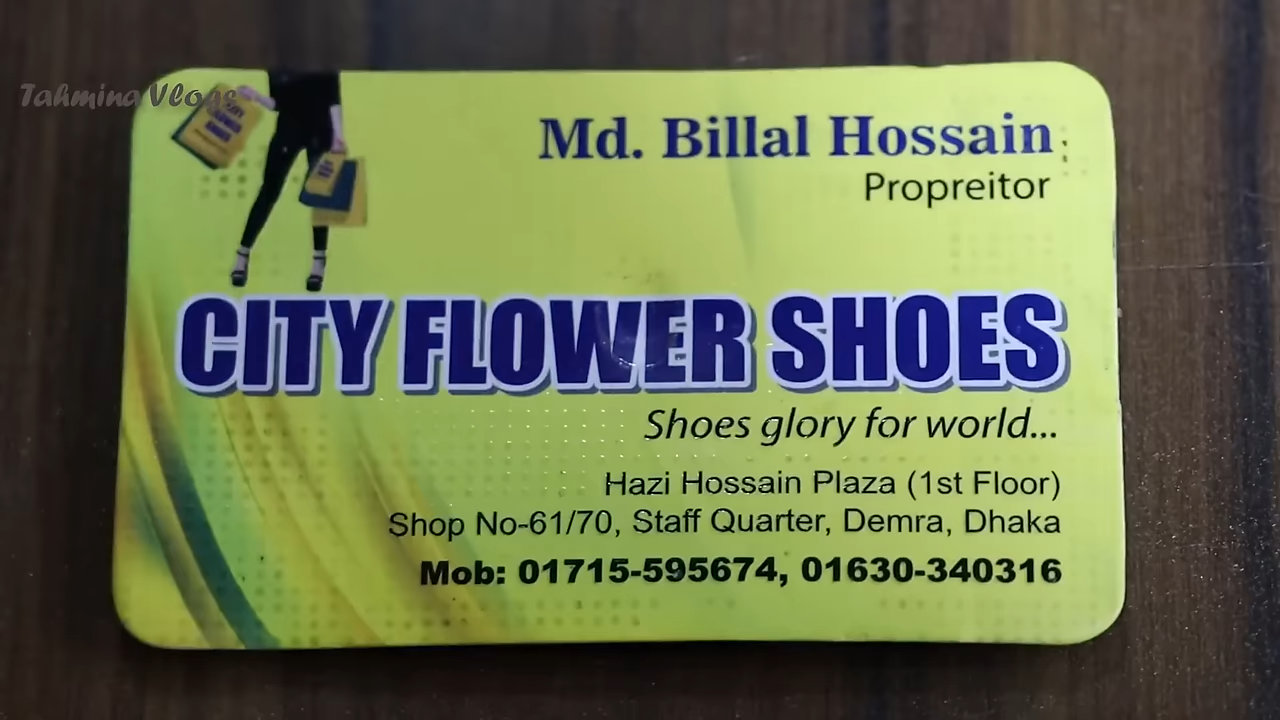 Tahmina Vlogs
Md. Billal Hossain
Propreitor
CITY FLOWER SHOES
Shoes glory for world...
Hazi Hossain Plaza (1st Floor)
Shop No-61/70, Staff Quarter, Demra, Dhaka
Mob: 01715-595674, 01630-340316